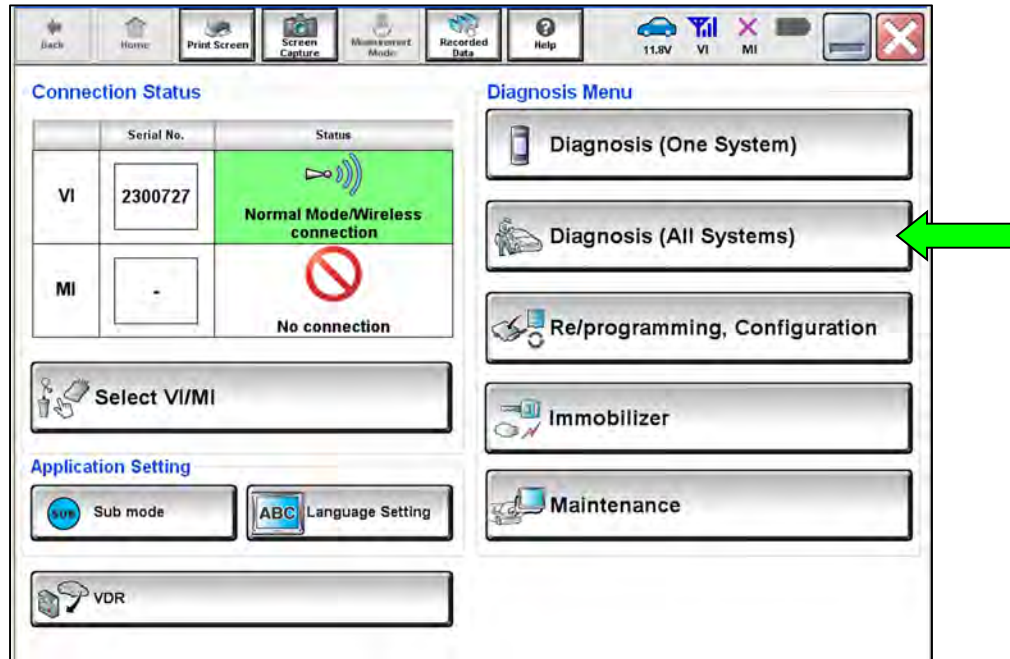 Back
Home
Print Screen
Screen
Capture
Measurement
Mode
Recorded
Data
Help
11.8V
VI
MI
Connection Status
Serial No.
Status
VI
2300727
Normal Mode/Wireless
connection
MI
-
No connection
Select VI/MI
Application Setting
SUB
Sub mode
ABC
Language Setting
VDR
Diagnosis Menu
Diagnosis (One System)
Diagnosis (All Systems)
Re/programming, Configuration
Immobilizer
Maintenance